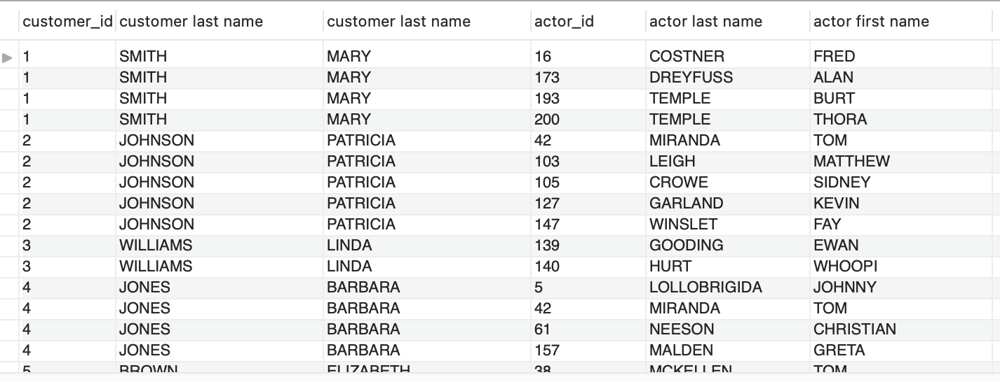 customer_id customer last name customer last name actor_id actor last name actor first name
1 SMITH MARY 16 COSTNER FRED
1 SMITH MARY 173 DREYFUSS ALAN
1 SMITH MARY 193 TEMPLE BURT
1 SMITH MARY 200 TEMPLE THORA
2 JOHNSON PATRICIA 42 MIRANDA TOM
2 JOHNSON PATRICIA 103 LEIGH MATTHEW
2 JOHNSON PATRICIA 105 CROWE SIDNEY
2 JOHNSON PATRICIA 127 GARLAND KEVIN
2 JOHNSON PATRICIA 147 WINSLET FAY
3 WILLIAMS LINDA 139 GOODING EWAN
3 WILLIAMS LINDA 140 HURT WHOOPI
4 JONES BARBARA 5 LOLLOBRIGIDA JOHNNY
4 JONES BARBARA 42 MIRANDA TOM
4 JONES BARBARA 61 NEESON CHRISTIAN
4 JONES BARBARA 157 MALDEN GRETA
5 BROWN ELIZABETH 38 MCKELLEN TOM